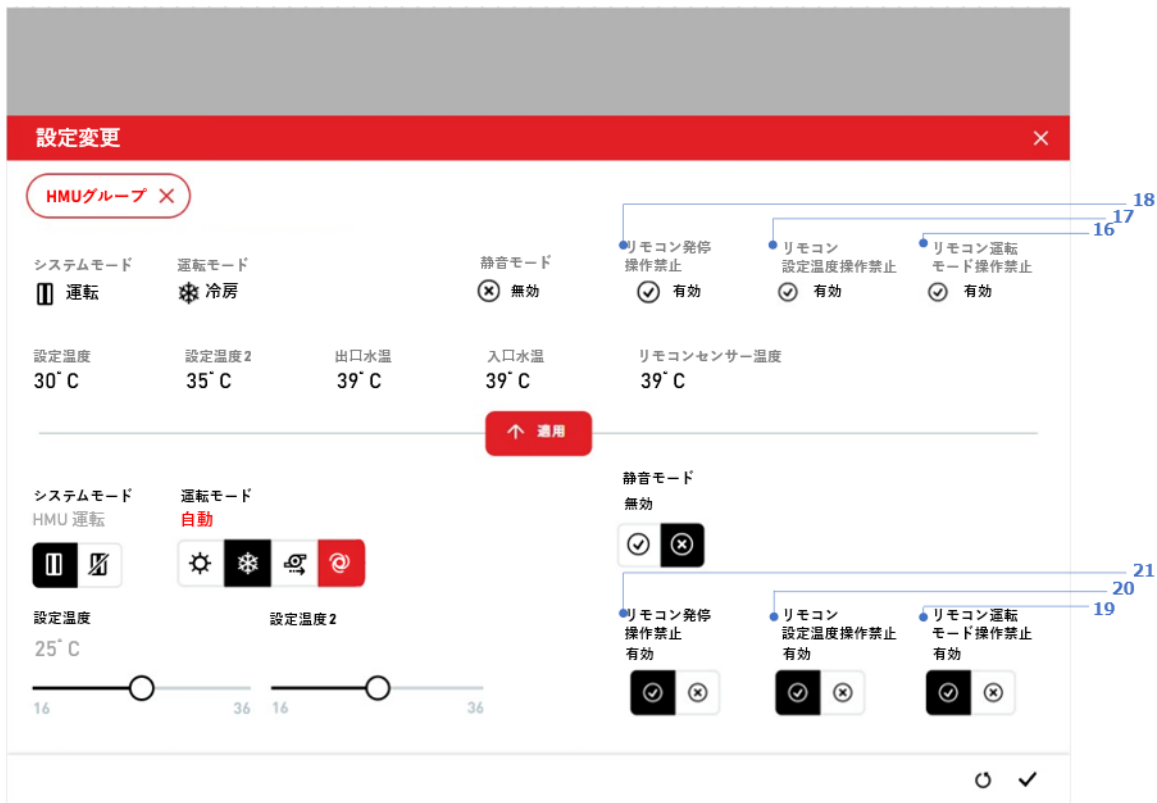 設定変更
HMUグループ
18
17
16
システムモード
運転
運転モード
冷房
静音モード
無効
リモコン発停
操作禁止
有効
リモコン
設定温度操作禁止
有効
リモコン運転
モード操作禁止
有効
設定温度
30°C
設定温度2
35°C
出口水温
39°C
入口水温
39°C
リモコンセンサー温度
39°C
適用
システムモード
HMU 運転
運転モード
自動
静音モード
無効
21
20
19
設定温度
25°C
16 36
設定温度2
16 36
リモコン発停
操作禁止
有効
リモコン
設定温度操作禁止
有効
リモコン運転
モード操作禁止
有効